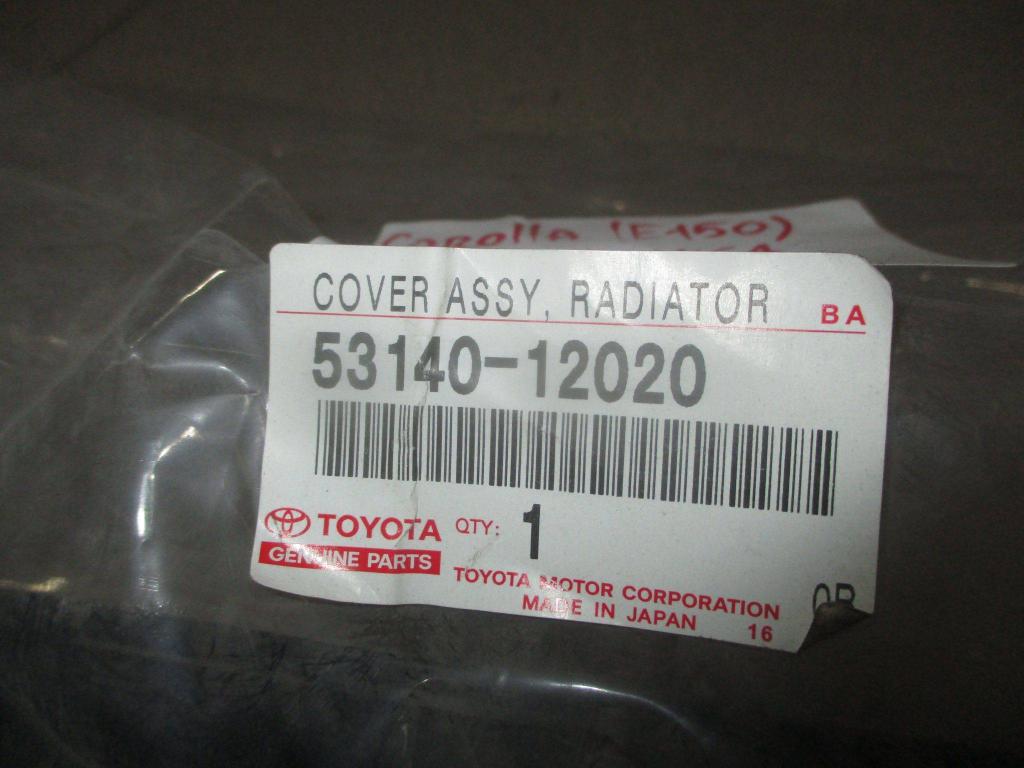 Corolla (E150)
COVER ASSY, RADIATOR BA
53140-12020
TOYOTA QTY: 1
GENUINE PARTS
TOYOTA MOTOR CORPORATION
MADE IN JAPAN 16